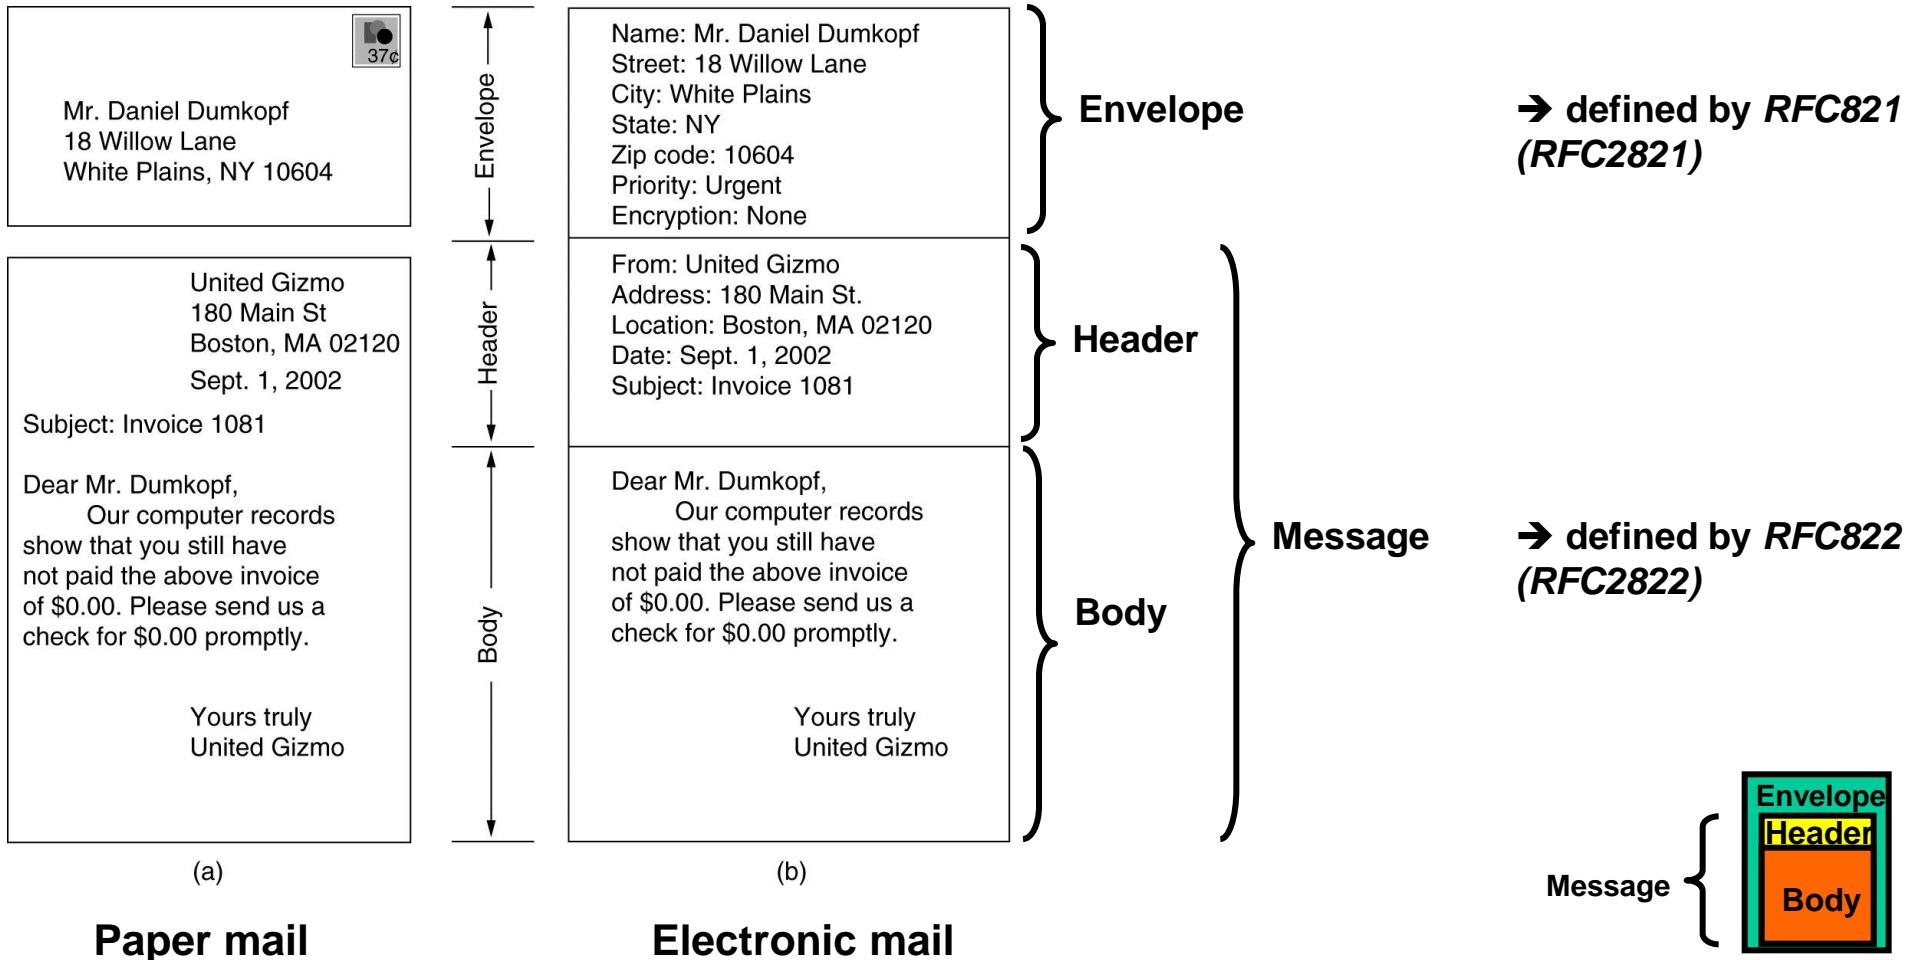 37¢
Mr. Daniel Dumkopf
18 Willow Lane
White Plains, NY 10604
United Gizmo
180 Main St
Boston, MA 02120
Sept. 1, 2002
Subject: Invoice 1081
Dear Mr. Dumkopf,
Our computer records
show that you still have
not paid the above invoice
of $0.00. Please send us a
check for $0.00 promptly.
Yours truly
United Gizmo
(a)
Paper mail
Envelope
Header
Body
Name: Mr. Daniel Dumkopf
Street: 18 Willow Lane
City: White Plains
State: NY
Zip code: 10604
Priority: Urgent
Encryption: None
From: United Gizmo
Address: 180 Main St.
Location: Boston, MA 02120
Date: Sept. 1, 2002
Subject: Invoice 1081
Dear Mr. Dumkopf,
Our computer records
show that you still have
not paid the above invoice
of $0.00. Please send us a
check for $0.00 promptly.
Yours truly
United Gizmo
(b)
Electronic mail
Envelope
Header
Body
Message
➔ defined by RFC821
(RFC2821)
➔ defined by RFC822
(RFC2822)
Message
Envelope
Header
Body